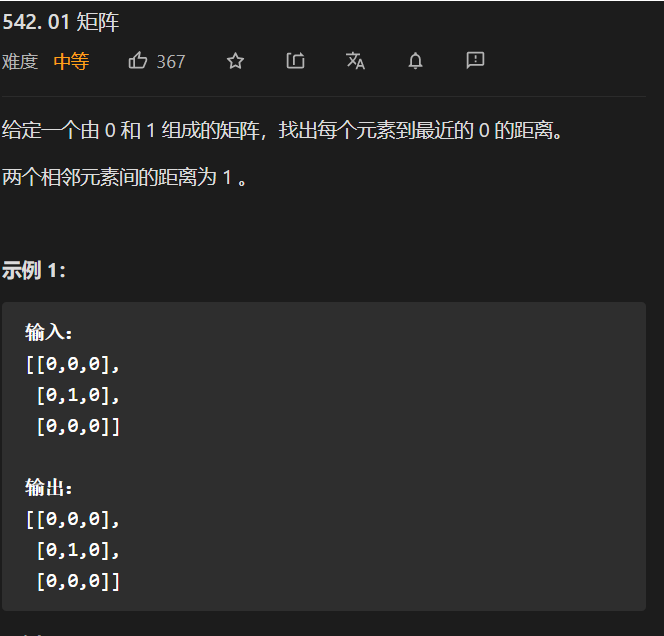 542. 01 矩阵
难度 中等 367
给定一个由 0 和 1 组成的矩阵，找出每个元素到最近的 0 的距离。
两个相邻元素间的距离为 1 。
示例 1：
输入：
[[0,0,0],
[0,1,0],
[0,0,0]]
输出：
[[0,0,0],
[0,1,0],
[0,0,0]]